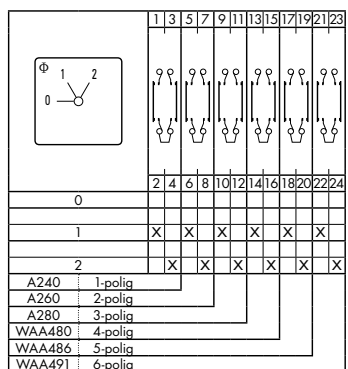 1 3 5 7 9 11 13 15 17 19 21 23
Φ 1 2
0
2 4 6 8 10 12 14 16 18 20 22 24
0
1 X X X X X X
2 X X X X X X
A240 1-polig
A260 2-polig
A280 3-polig
WAA480 4-polig
WAA486 5-polig
WAA491 6-polig